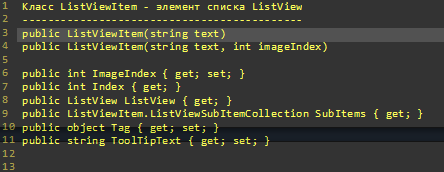 1 Класс ListViewItem - элемент списка ListView
2 ----------------------------------------
3 public ListViewItem(string text)
4 public ListViewItem(string text, int imageIndex)
5
6 public int ImageIndex { get; set; }
7 public int Index { get; }
8 public ListView ListView { get; }
9 public ListViewItem.ListViewSubItemCollection SubItems { get; }
10 public object Tag { get; set; }
11 public string ToolTipText { get; set; }
12
13